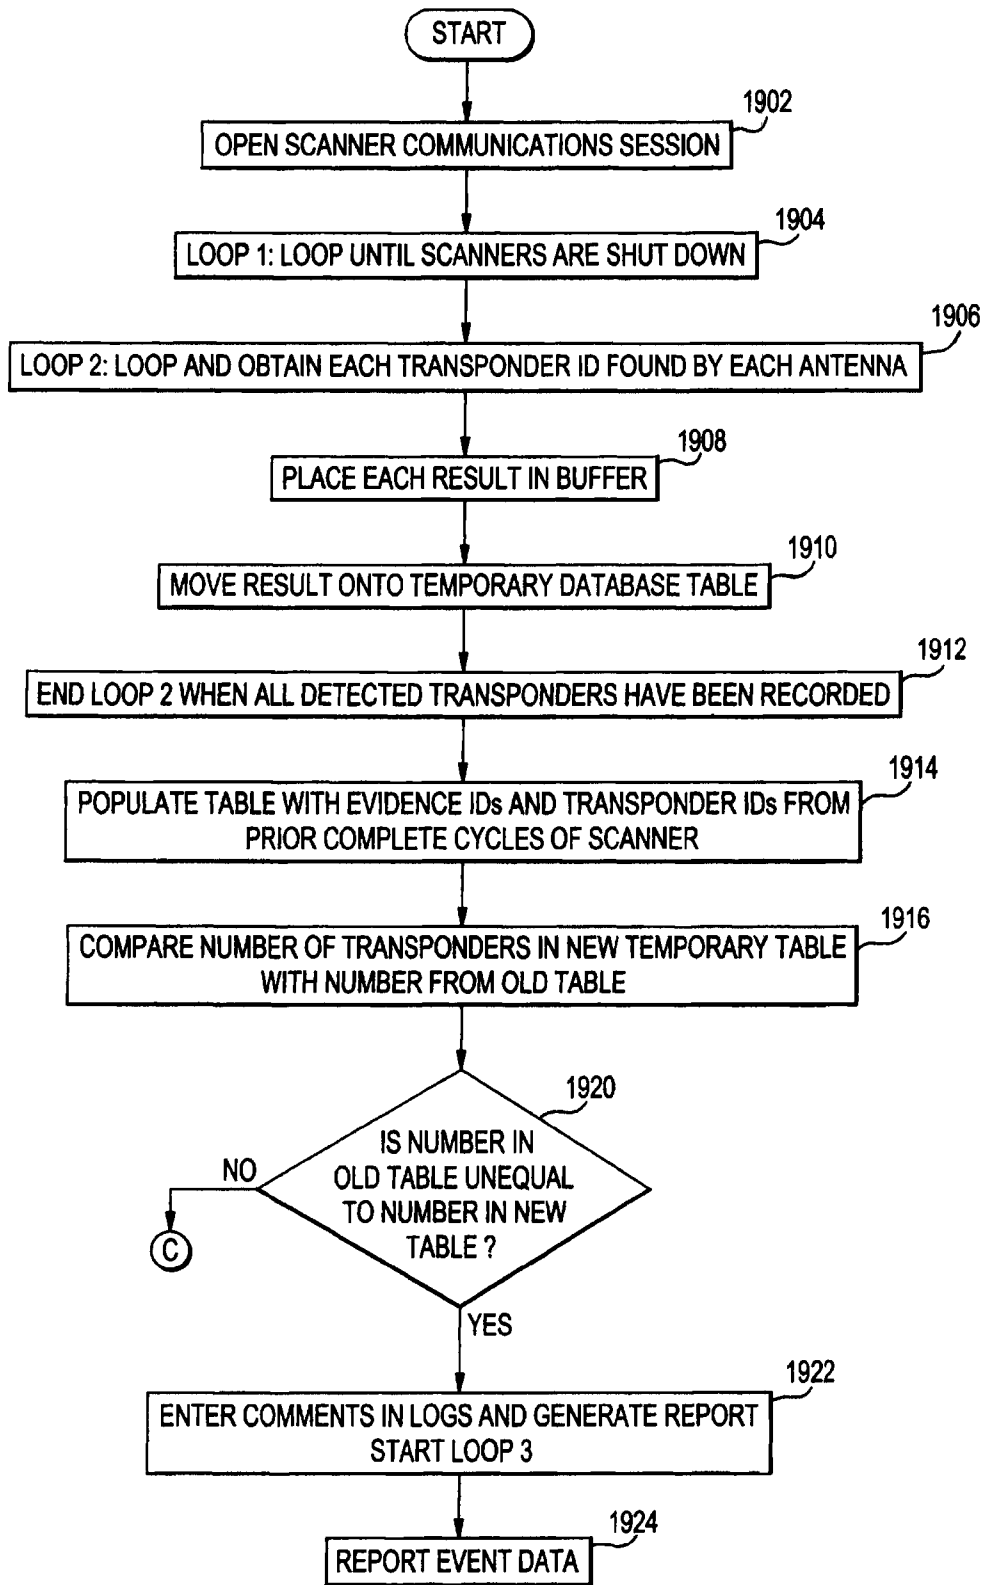 START
1902
OPEN SCANNER COMMUNICATIONS SESSION
1904
LOOP 1: LOOP UNTIL SCANNERS ARE SHUT DOWN
1906
LOOP 2: LOOP AND OBTAIN EACH TRANSPONDER ID FOUND BY EACH ANTENNA
1908
PLACE EACH RESULT IN BUFFER
1910
MOVE RESULT ONTO TEMPORARY DATABASE TABLE
1912
END LOOP 2 WHEN ALL DETECTED TRANSPONDERS HAVE BEEN RECORDED
1914
POPULATE TABLE WITH EVIDENCE IDs AND TRANSPONDER IDs FROM
PRIOR COMPLETE CYCLES OF SCANNER
1916
COMPARE NUMBER OF TRANSPONDERS IN NEW TEMPORARY TABLE
WITH NUMBER FROM OLD TABLE
1920
IS NUMBER IN
OLD TABLE UNEQUAL
TO NUMBER IN NEW
TABLE ?
NO
C
YES
1922
ENTER COMMENTS IN LOGS AND GENERATE REPORT
START LOOP 3
1924
REPORT EVENT DATA